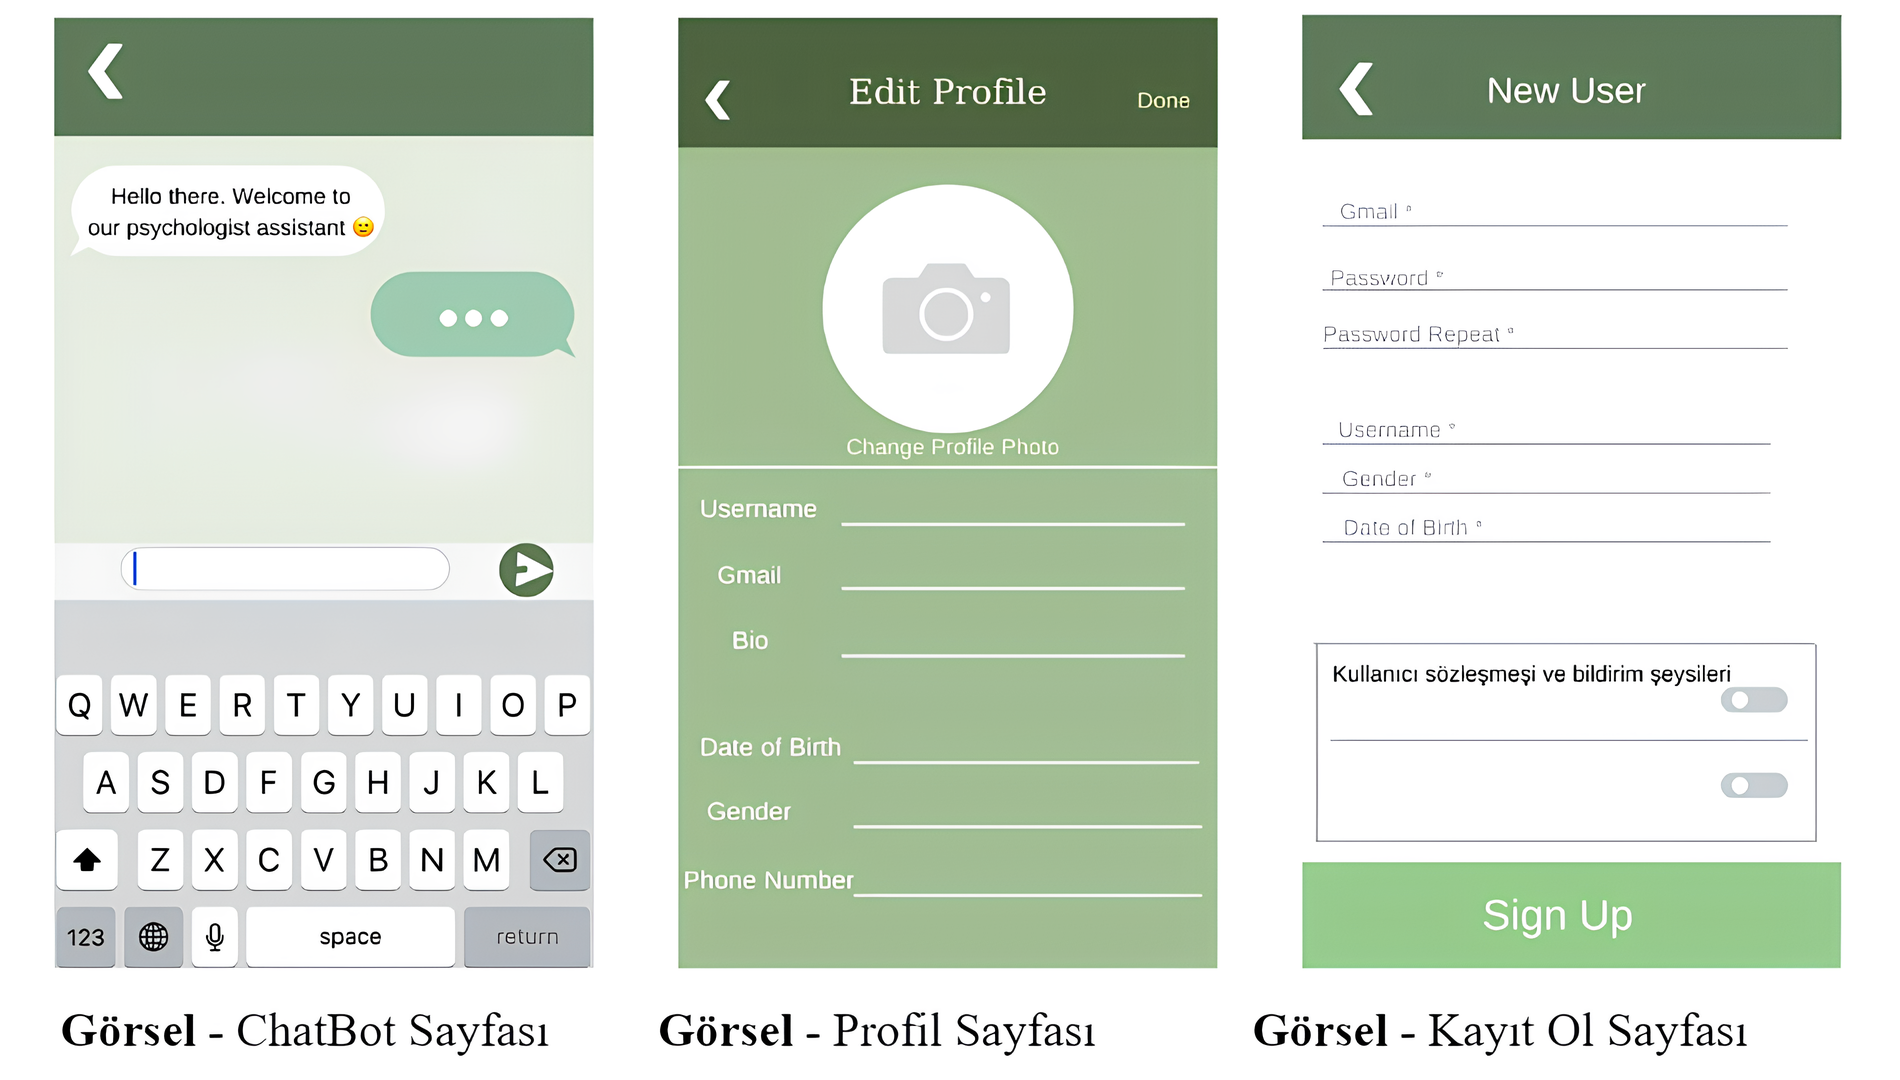 Hello there. Welcome to
our psychologist assistant 😐
Q W E R T Y U I O P
A S D F G H J K L
Z X C V B N M
123 space return
Görsel - ChatBot Sayfası
Edit Profile
Done
Change Profile Photo
Username
Gmail
Bio
Date of Birth
Gender
Phone Number
Görsel - Profil Sayfası
New User
Gmail *
Password *
Password Repeat *
Username *
Gender *
Date of Birth *
Kullanıcı sözleşmeşi ve bildirim şeysileri
Sign Up
Görsel - Kayıt Ol Sayfası